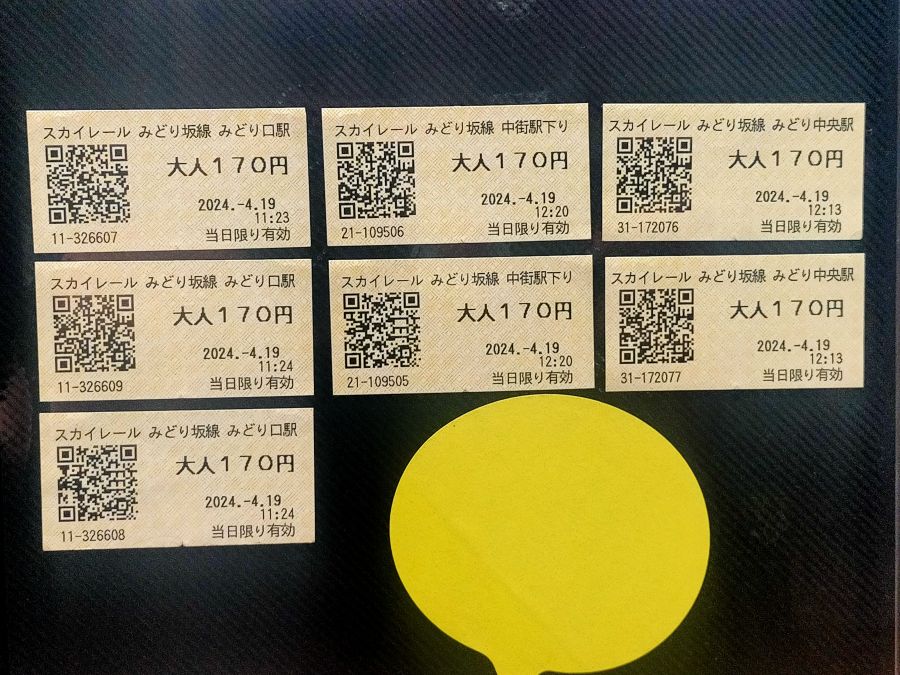 スカイレール みどり坂線 みどり口駅
大人170円
2024.-4.19
11:23
11-326607
当日限り有効
スカイレール みどり坂線 中街駅下り
大人170円
2024.-4.19
12:20
21-109506
当日限り有効
スカイレール みどり坂線 みどり中央駅
大人170円
2024.-4.19
12:13
31-172076
当日限り有効
スカイレール みどり坂線 みどり口駅
大人170円
2024.-4.19
11:24
11-326609
当日限り有効
スカイレール みどり坂線 中街駅下り
大人170円
2024.-4.19
12:20
21-109505
当日限り有効
スカイレール みどり坂線 みどり中央駅
大人170円
2024.-4.19
12:13
31-172077
当日限り有効
スカイレール みどり坂線 みどり口駅
大人170円
2024.-4.19
11:24
11-326608
当日限り有効